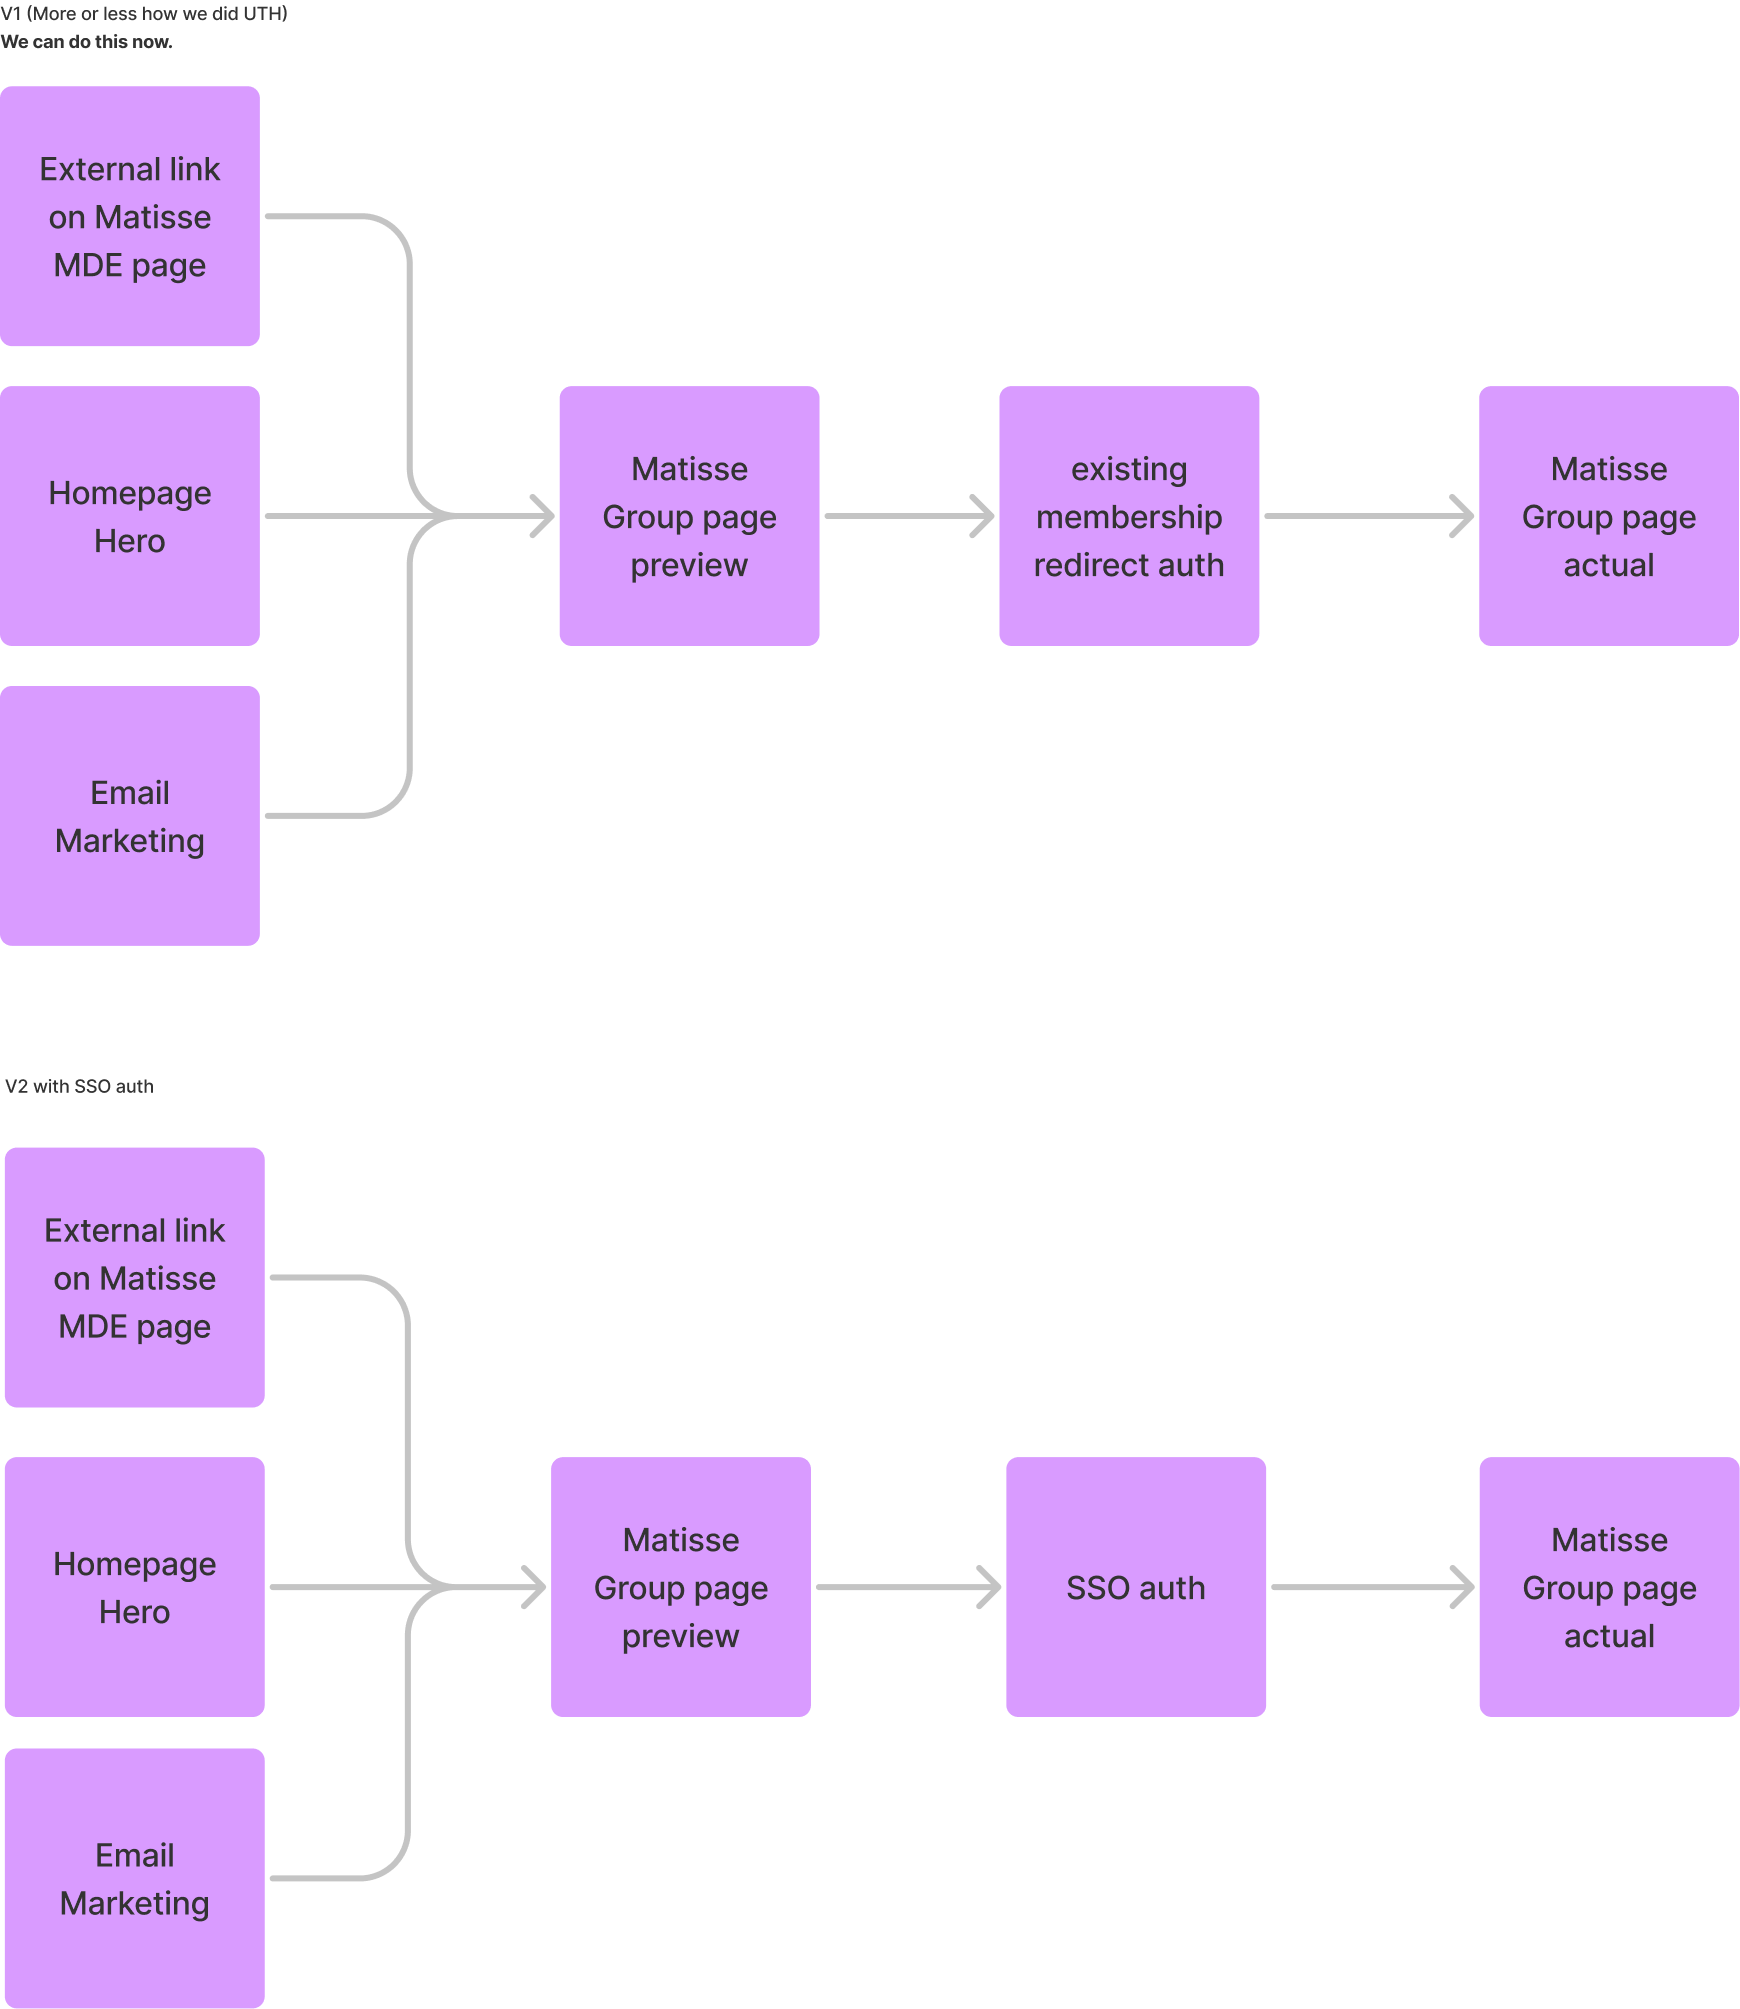 V1 (More or less how we did UTH)
We can do this now.
External link
on Matisse
MDE page
Homepage
Hero
Email
Marketing
Matisse
Group page
preview
existing
membership
redirect auth
Matisse
Group page
actual
V2 with SSO auth
External link
on Matisse
MDE page
Homepage
Hero
Email
Marketing
Matisse
Group page
preview
SSO auth
Matisse
Group page
actual